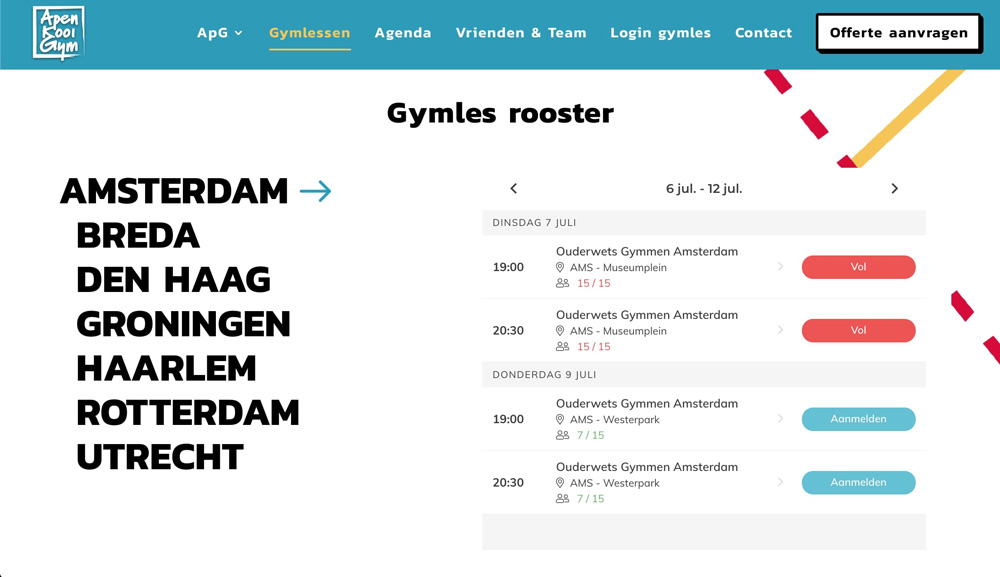 Apen
Kooi
Gym
ApG
Gymlessen
Agenda
Vrienden & Team
Login gymles
Contact
Offerte aanvragen
Gymles rooster
AMSTERDAM
BREDA
DEN HAAG
GRONINGEN
HAARLEM
ROTTERDAM
UTRECHT
6 jul. - 12 jul.
DINSDAG 7 JULI
19:00
Ouderwets Gymmen Amsterdam
AMS - Museumplein
15 / 15
Vol
20:30
Ouderwets Gymmen Amsterdam
AMS - Museumplein
15 / 15
Vol
DONDERDAG 9 JULI
19:00
Ouderwets Gymmen Amsterdam
AMS - Westerpark
7 / 15
Aanmelden
20:30
Ouderwets Gymmen Amsterdam
AMS - Westerpark
7 / 15
Aanmelden